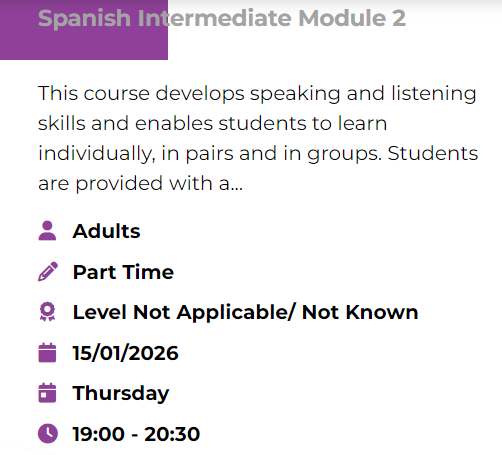 Spanish Intermediate Module 2
This course develops speaking and listening
skills and enables students to learn
individually, in pairs and in groups. Students
are provided with a...
Adults
Part Time
Level Not Applicable/ Not Known
15/01/2026
Thursday
19:00 - 20:30